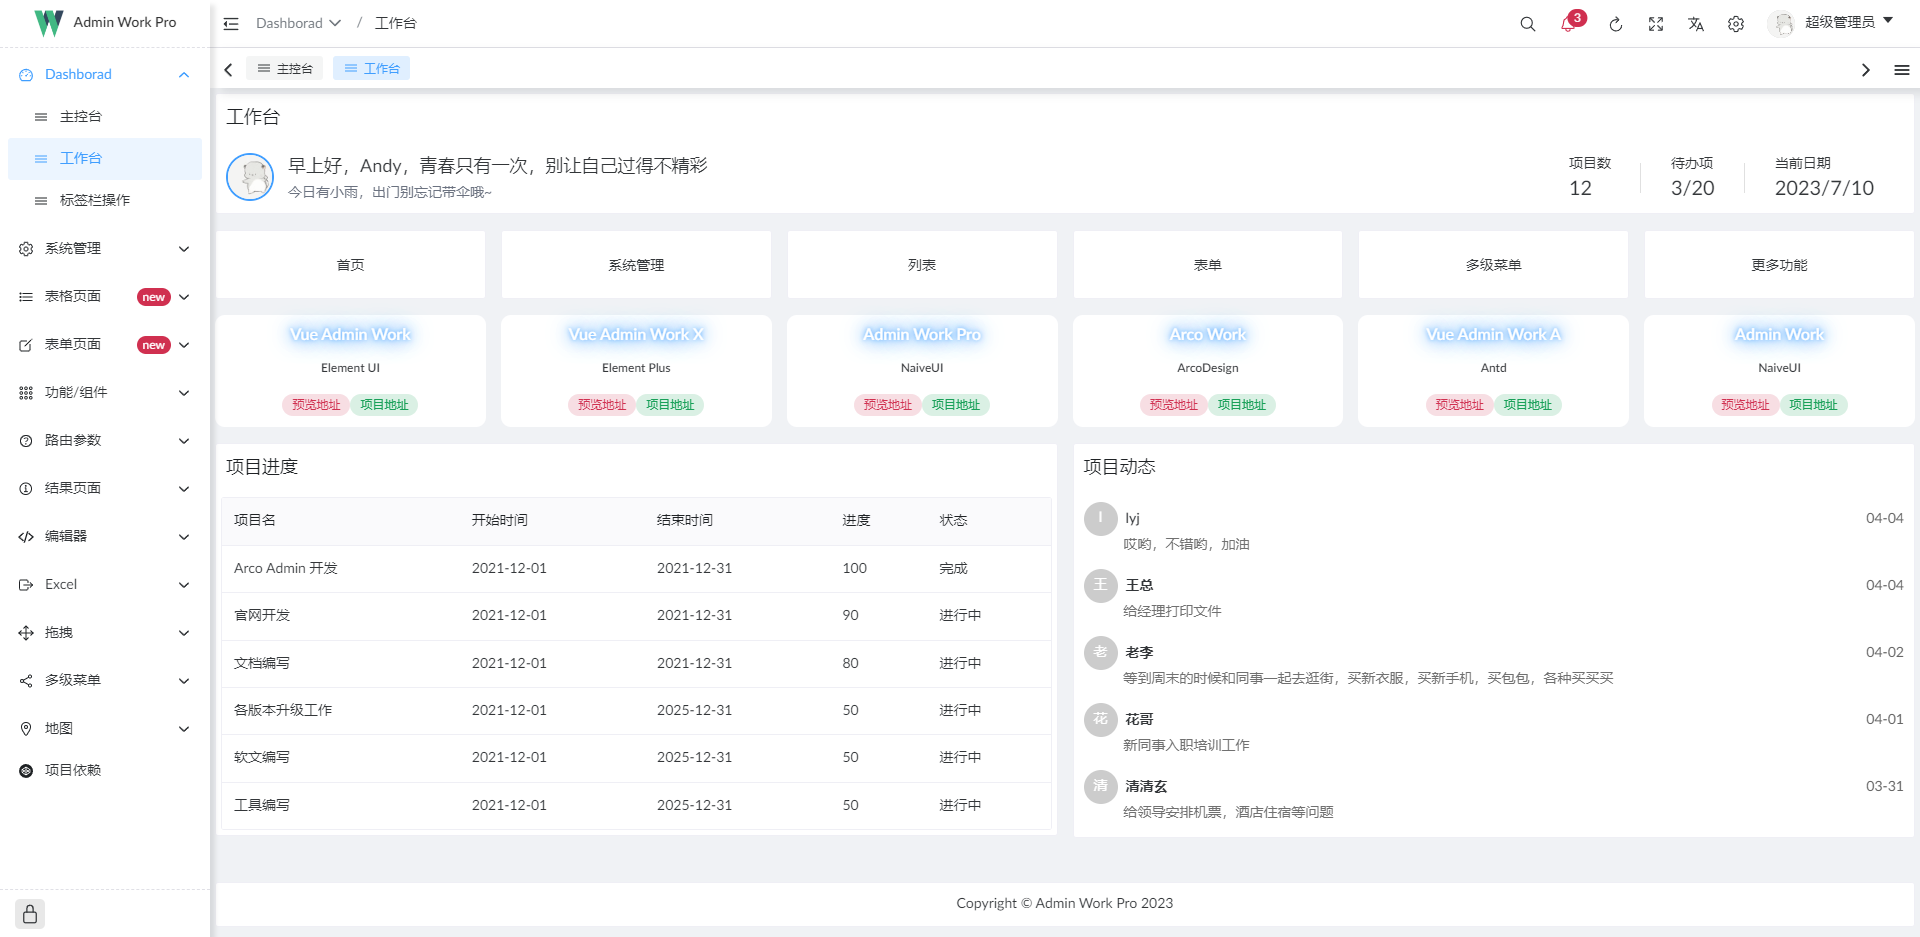 Admin Work Pro
Dashborad
主控台
工作台
标签栏操作
系统管理
表格页面 new
表单页面 new
功能/组件
路由参数
结果页面
编辑器
Excel
拖拽
多级菜单
地图
项目依赖
Dashborad / 工作台
3
超级管理员
主控台 工作台
工作台
早上好，Andy，青春只有一次，别让自己过得不精彩
今日有小雨，出门别忘记带伞哦~
项目数 待办项 当前日期
12 3/20 2023/7/10
首页 系统管理 列表 表单 多级菜单 更多功能
Vue Admin Work Vue Admin Work X Admin Work Pro Arco Work Vue Admin Work A Admin Work
Element UI Element Plus NaiveUI ArcoDesign Antd NaiveUI
预览地址 项目地址 预览地址 项目地址 预览地址 项目地址 预览地址 项目地址 预览地址 项目地址 预览地址 项目地址
项目进度
项目名 开始时间 结束时间 进度 状态
Arco Admin 开发 2021-12-01 2021-12-31 100 完成
官网开发 2021-12-01 2021-12-31 90 进行中
文档编写 2021-12-01 2021-12-31 80 进行中
各版本升级工作 2021-12-01 2025-12-31 50 进行中
软文编写 2021-12-01 2025-12-31 50 进行中
工具编写 2021-12-01 2025-12-31 50 进行中
项目动态
l lyj 04-04
哎哟，不错哟，加油
王 王总 04-04
给经理打印文件
老 老李 04-02
等到周末的时候和同事一起去逛街，买新衣服，买新手机，买包包，各种买买买
花 花哥 04-01
新同事入职培训工作
清 清清玄 03-31
给领导安排机票，酒店住宿等问题
Copyright © Admin Work Pro 2023